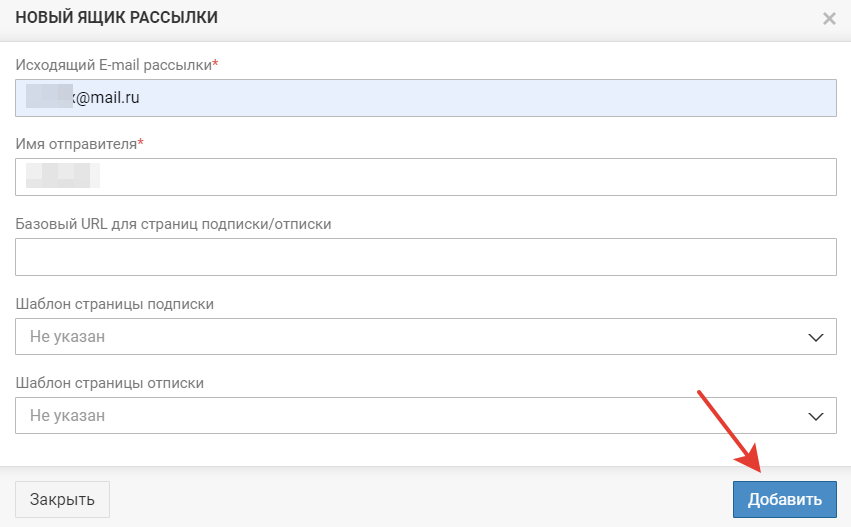 НОВЫЙ ЯЩИК РАССЫЛКИ
Исходящий E-mail рассылки*
@mail.ru
Имя отправителя*
Базовый URL для страниц подписки/отписки
Шаблон страницы подписки
Не указан
Шаблон страницы отписки
Не указан
Закрыть
Добавить